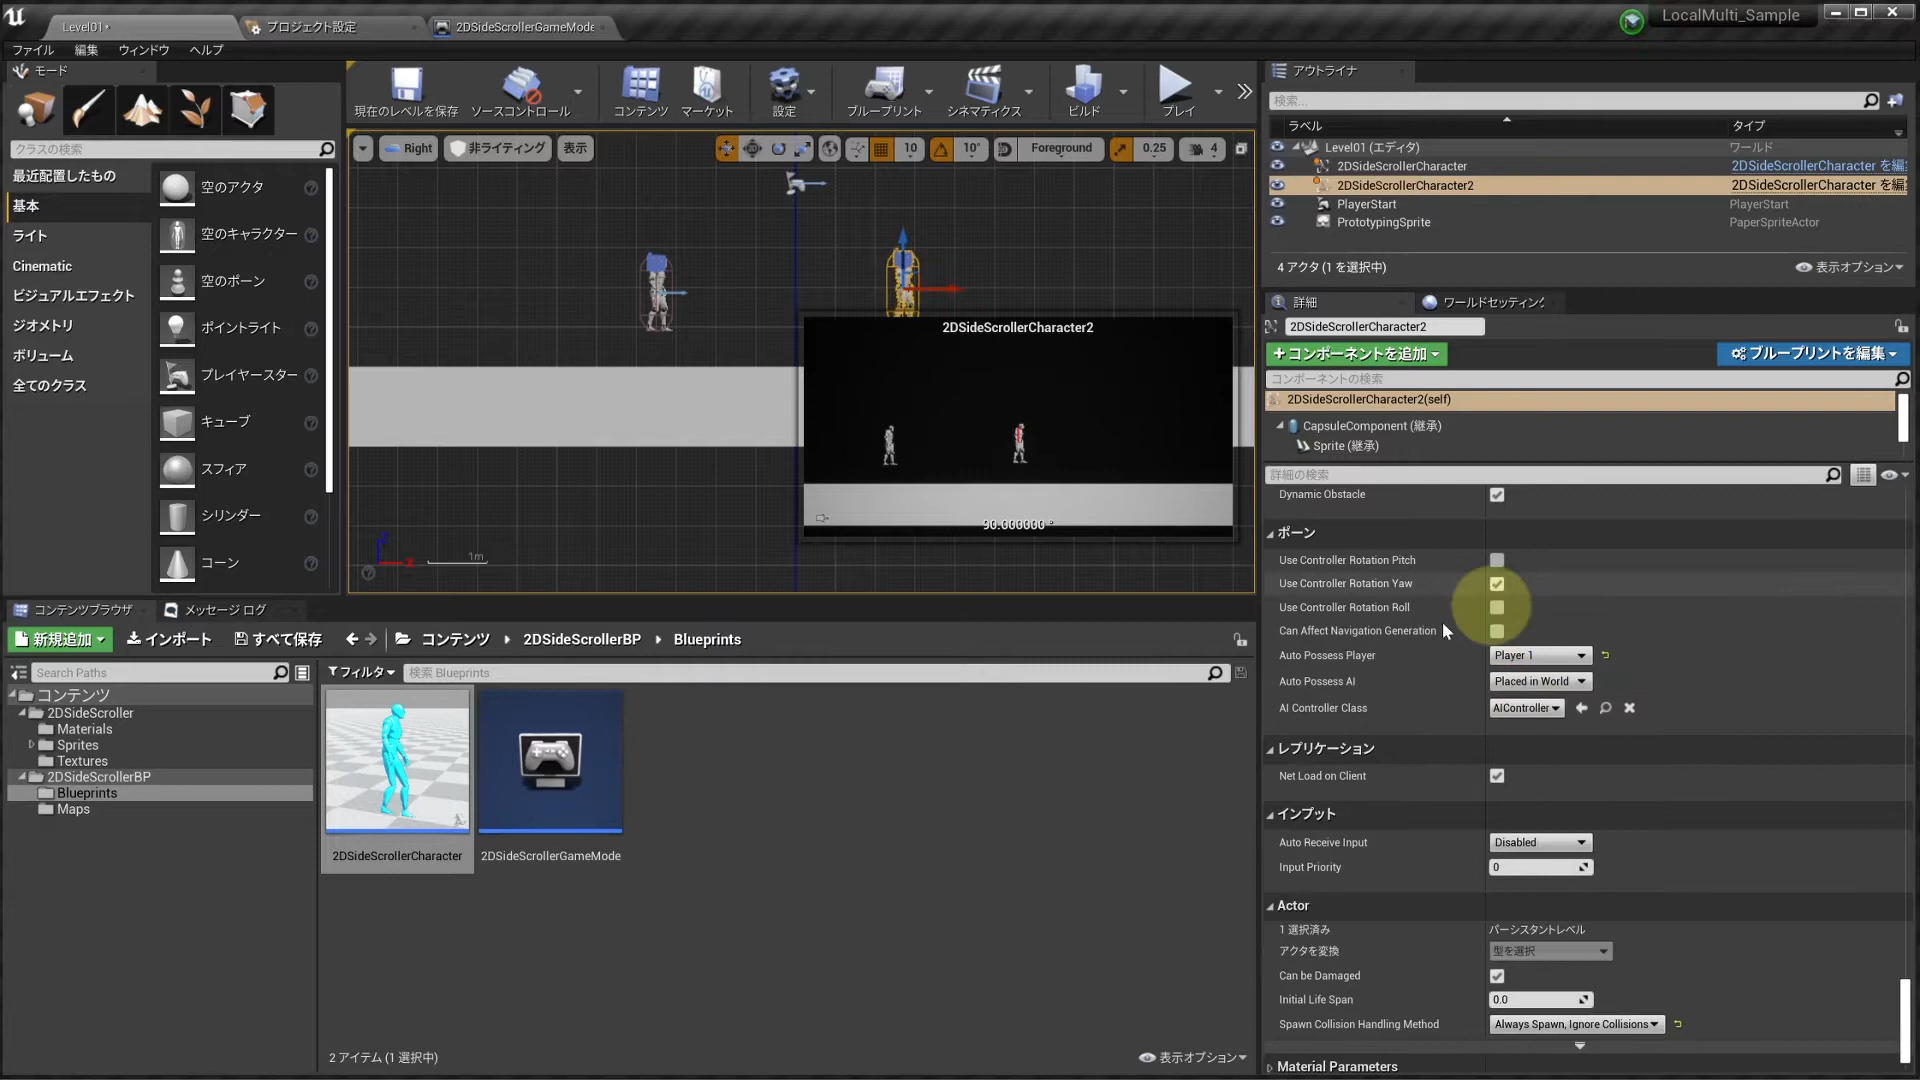 Level01•
プロジェクト設定
2DSideScrollerGameMode
LocalMulti_Sample
ファイル 編集 ウィンドウ ヘルプ
モード
クラスの検索
最近配置したもの
基本
ライト
Cinematic
ビジュアルエフェクト
ジオメトリ
ボリューム
全てのクラス
空のアクタ
空のキャラクター
空のポーン
ポイントライト
プレイヤースター
キューブ
スフィア
シリンダー
コーン
現在のレベルを保存 ソースコントロール コンテンツ マーケット 設定 ブループリント シネマティクス ビルド プレイ
Right 非ライティング 表示 10 10° Foreground 0.25 4
2DSideScrollerCharacter2
90.000000 °
1m
アウトライナ
検索...
ラベル タイプ
Level01 (エディタ) ワールド
2DSideScrollerCharacter 2DSideScrollerCharacter を編
2DSideScrollerCharacter2 2DSideScrollerCharacter を編
PlayerStart PlayerStart
PrototypingSprite PaperSpriteActor
4 アクタ (1 を選択中) 表示オプション
詳細 ワールドセッティング
2DSideScrollerCharacter2
+コンポーネントを追加 ブループリントを編集
コンポーネントの検索
2DSideScrollerCharacter2(self)
CapsuleComponent (継承)
Sprite (継承)
詳細の検索
Dynamic Obstacle
ポーン
Use Controller Rotation Pitch
Use Controller Rotation Yaw
Use Controller Rotation Roll
Can Affect Navigation Generation
Auto Possess Player Player 1
Auto Possess AI Placed in World
AI Controller Class AIController
レプリケーション
Net Load on Client
インプット
Auto Receive Input Disabled
Input Priority 0
Actor
1 選択済み パーシスタントレベル
アクタを変換 型を選択
Can be Damaged
Initial Life Span 0.0
Spawn Collision Handling Method Always Spawn, Ignore Collisions
Material Parameters
コンテンツブラウザ メッセージ ログ
新規追加 インポート すべて保存 コンテンツ 2DSideScrollerBP Blueprints
Search Paths
フィルタ 検索 Blueprints
コンテンツ
2DSideScroller
Materials
Sprites
Textures
2DSideScrollerBP
Blueprints
Maps
2DSideScrollerCharacter
2DSideScrollerGameMode
2 アイテム (1 選択中) 表示オプション